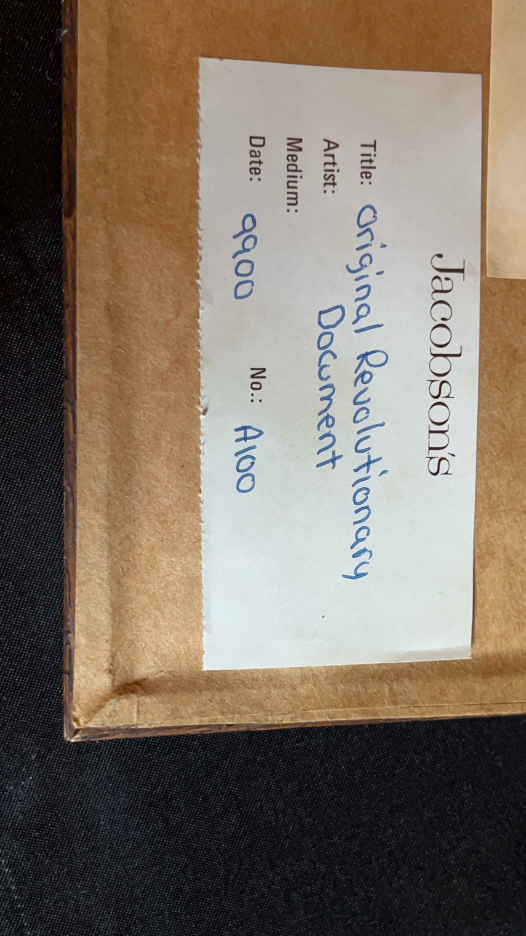 Jacobson's
Title: Original Revolutionary
Artist: Document
Medium:
Date: 9900 No.: A100